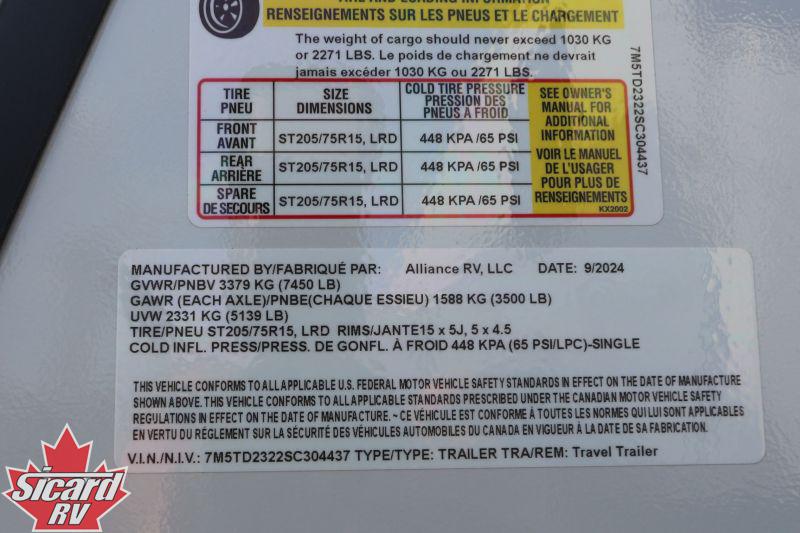 TIRE AND LOADING INFORMATION
RENSEIGNEMENTS SUR LES PNEUS ET LE CHARGEMENT
The weight of cargo should never exceed 1030 KG
or 2271 LBS. Le poids de chargement ne devrait
jamais excéder 1030 KG ou 2271 LBS.
7M5TD2322SC304437
TIRE PNEU SIZE DIMENSIONS COLD TIRE PRESSURE PRESSION DES PNEUS À FROID
FRONT AVANT ST205/75R15, LRD 448 KPA /65 PSI
REAR ARRIÈRE ST205/75R15, LRD 448 KPA /65 PSI
SPARE DE SECOURS ST205/75R15, LRD 448 KPA /65 PSI
SEE OWNER'S
MANUAL FOR
ADDITIONAL
INFORMATION
VOIR LE MANUEL
DE L'USAGER
POUR PLUS DE
RENSEIGNEMENTS
KX2002
MANUFACTURED BY/FABRIQUÉ PAR: Alliance RV, LLC DATE: 9/2024
GVWR/PNBV 3379 KG (7450 LB)
GAWR (EACH AXLE)/PNBE(CHAQUE ESSIEU) 1588 KG (3500 LB)
UVW 2331 KG (5139 LB)
TIRE/PNEU ST205/75R15, LRD RIMS/JANTE15 x 5J, 5 x 4.5
COLD INFL. PRESS/PRESS. DE GONFL. À FROID 448 KPA (65 PSI/LPC)-SINGLE
THIS VEHICLE CONFORMS TO ALL APPLICABLE U.S. FEDERAL MOTOR VEHICLE SAFETY STANDARDS IN EFFECT ON THE DATE OF MANUFACTURE
SHOWN ABOVE. THIS VEHICLE CONFORMS TO ALL APPLICABLE STANDARDS PRESCRIBED UNDER THE CANADIAN MOTOR VEHICLE SAFETY
REGULATIONS IN EFFECT ON THE DATE OF MANUFACTURE. ~ CE VÉHICULE EST CONFORME À TOUTES LES NORMES QUI LUI SONT APPLICABLES
EN VERTU DU RÉGLEMENT SUR LA SÉCURITÉ DES VÉHICULES AUTOMOBILES DU CANADA EN VIGUEUR À LA DATE DE SA FABRICATION.
V.I.N./N.I.V.: 7M5TD2322SC304437 TYPE/TYPE: TRAILER TRA/REM: Travel Trailer
Sicard
RV